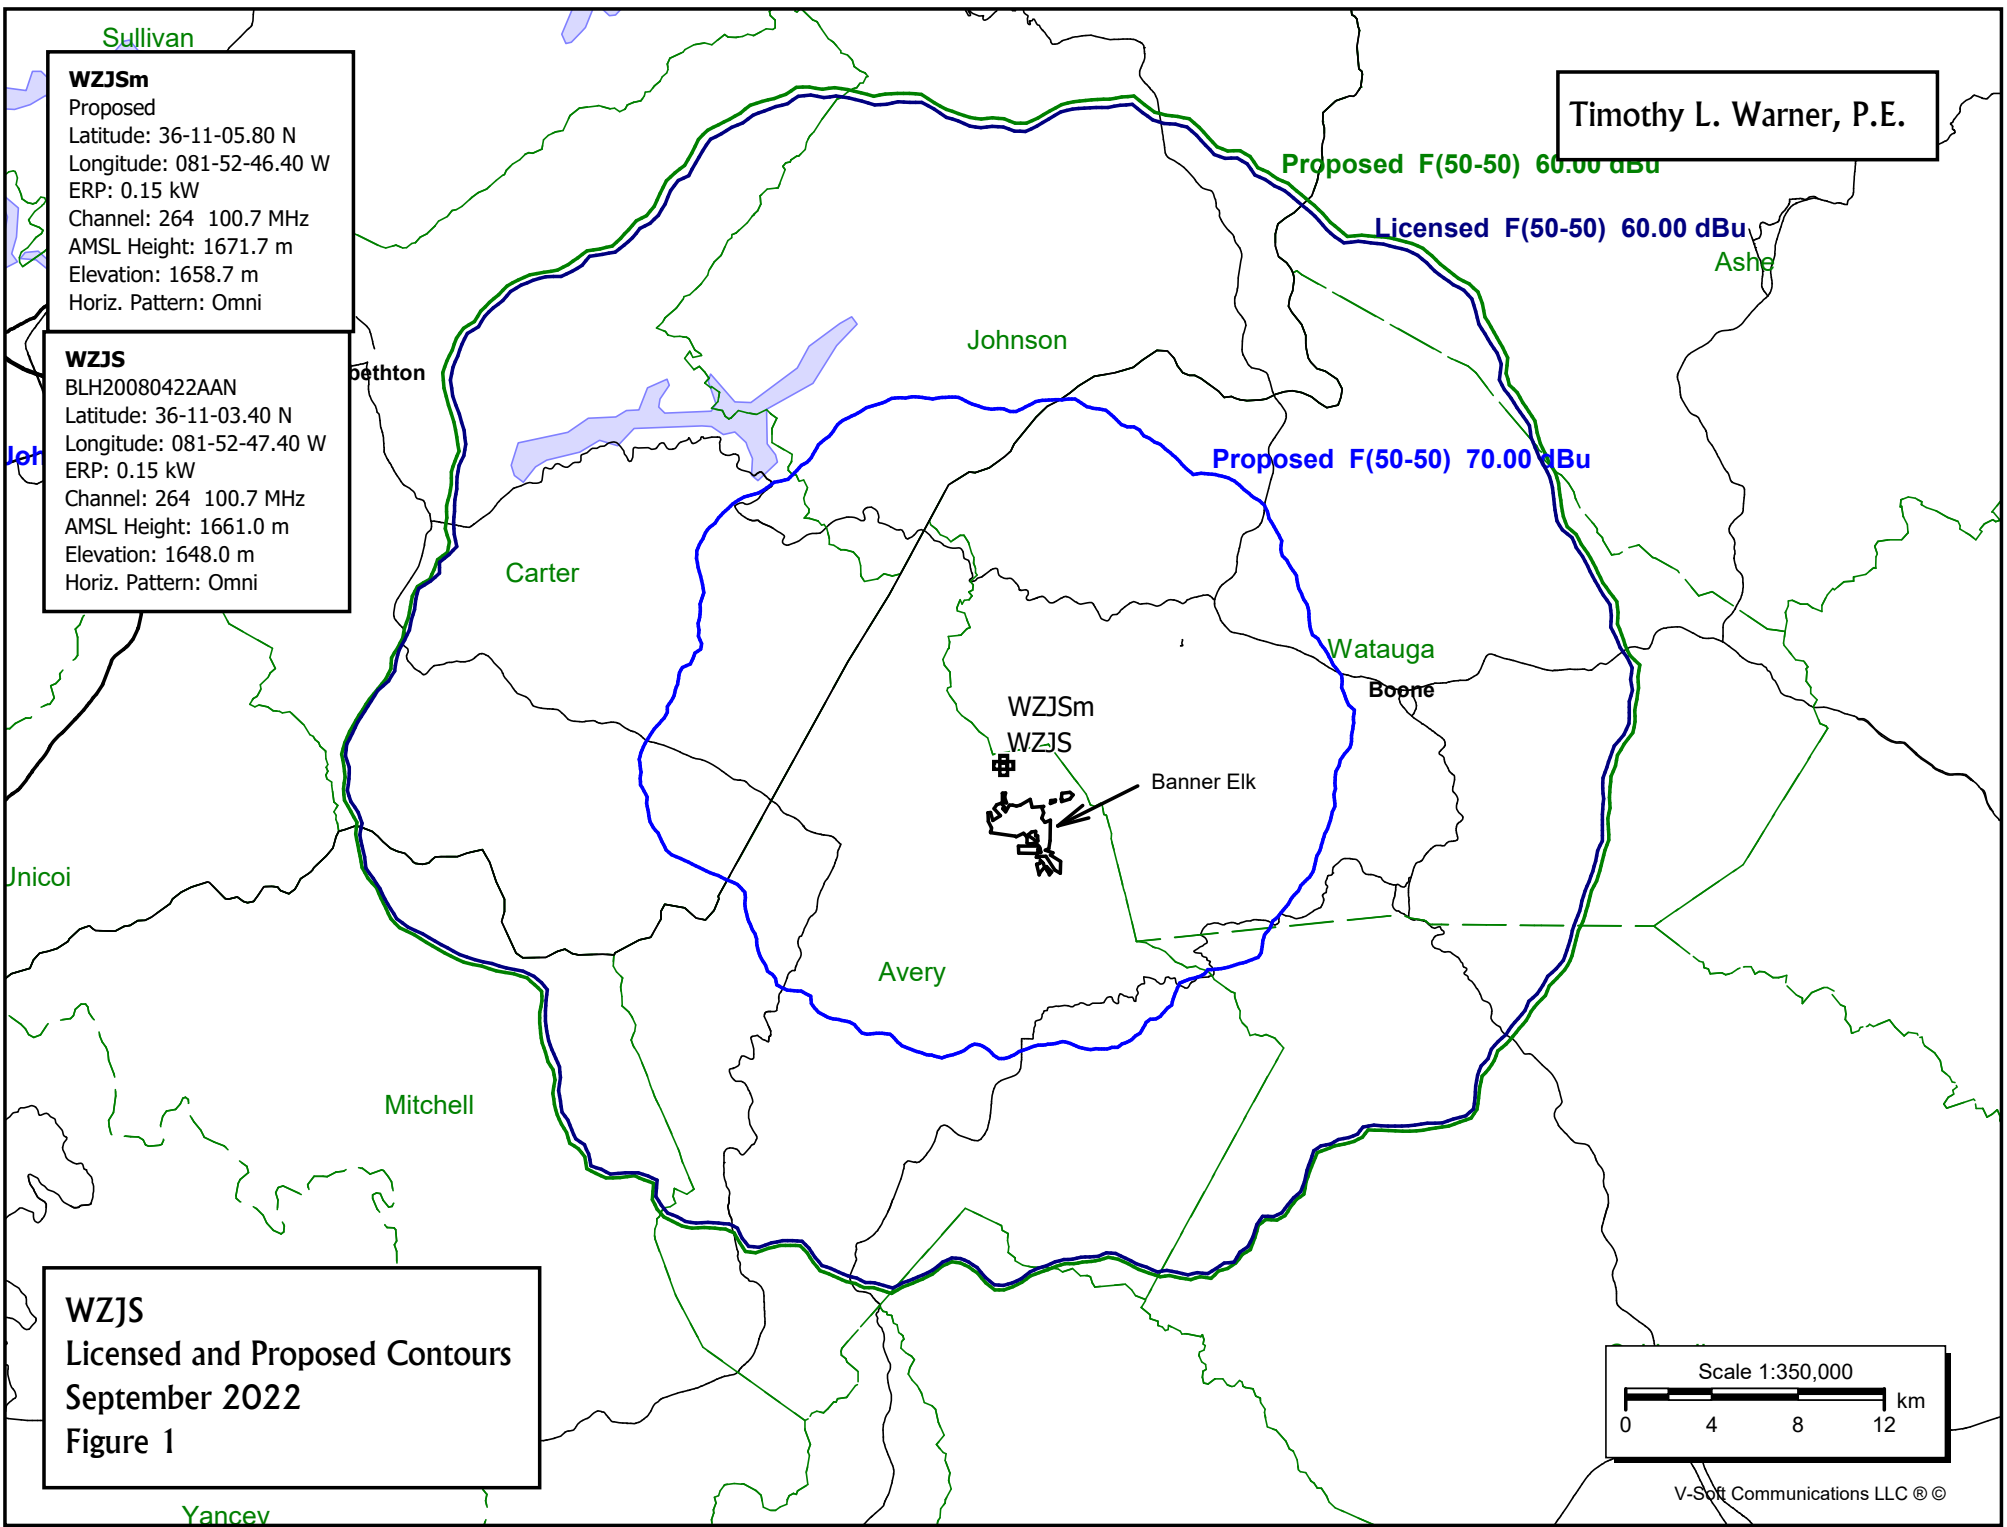 Sullivan
WZJSm
Proposed
Latitude: 36-11-05.80 N
Longitude: 081-52-46.40 W
ERP: 0.15 kW
Channel: 264 100.7 MHz
AMSL Height: 1671.7 m
Elevation: 1658.7 m
Horiz. Pattern: Omni
WZJS
BLH20080422AAN
Latitude: 36-11-03.40 N
Longitude: 081-52-47.40 W
ERP: 0.15 kW
Channel: 264 100.7 MHz
AMSL Height: 1661.0 m
Elevation: 1648.0 m
Horiz. Pattern: Omni
Timothy L. Warner, P.E.
Proposed F(50-50) 60.00 dBu
Licensed F(50-50) 60.00 dBu
Ashe
Johnson
bethton
Joh
Proposed F(50-50) 70.00 dBu
Carter
Watauga
Boone
WZJSm
WZJS
Banner Elk
Unicoi
Avery
Mitchell
WZJS
Licensed and Proposed Contours
September 2022
Figure 1
Scale 1:350,000
km
0 4 8 12
V-Soft Communications LLC ® ©
Yancey